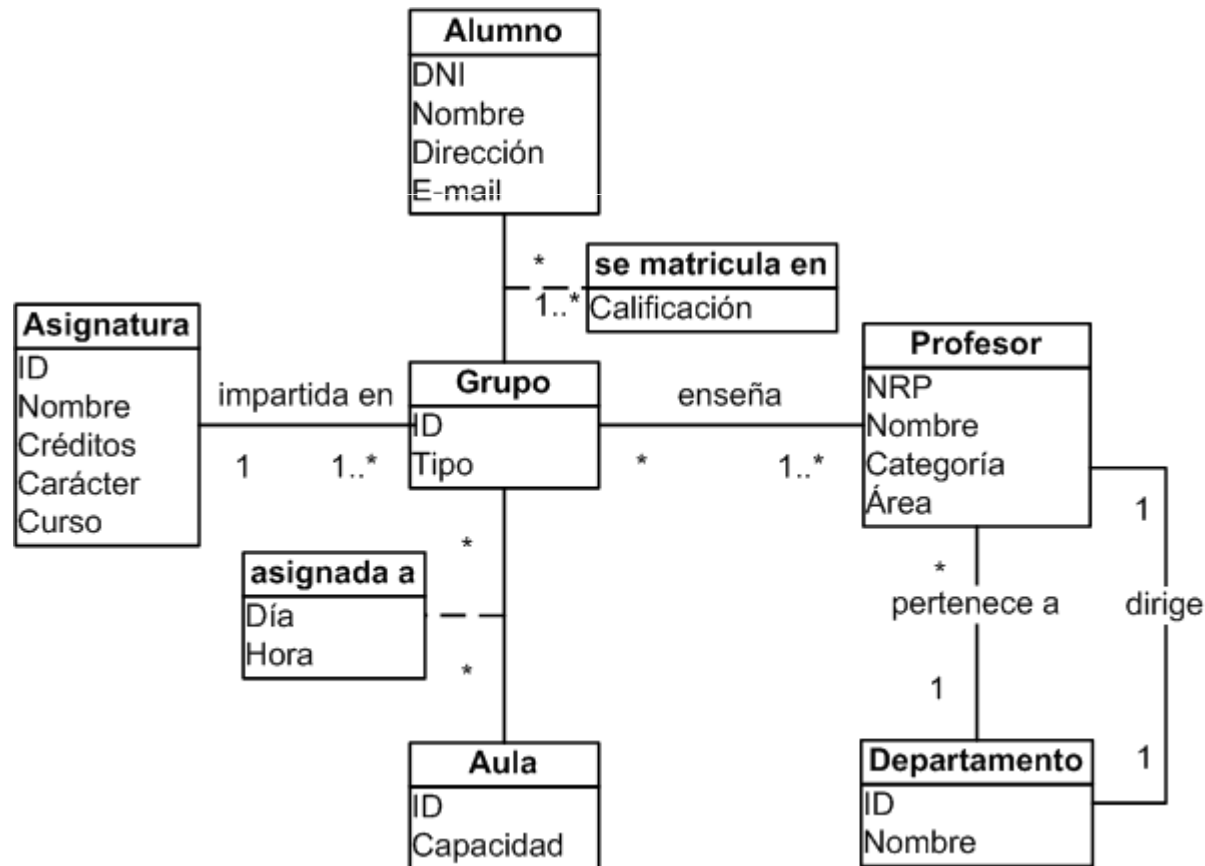 Alumno
DNI
Nombre
Dirección
E-mail
*
1..*
se matricula en
Calificación
Asignatura
ID
Nombre
Créditos
Carácter
Curso
impartida en
1
1..*
Grupo
ID
Tipo
enseña
*
1..*
Profesor
NRP
Nombre
Categoría
Área
*
pertenece a
1
1
dirige
1
*
asignada a
Día
Hora
*
Aula
ID
Capacidad
Departamento
ID
Nombre